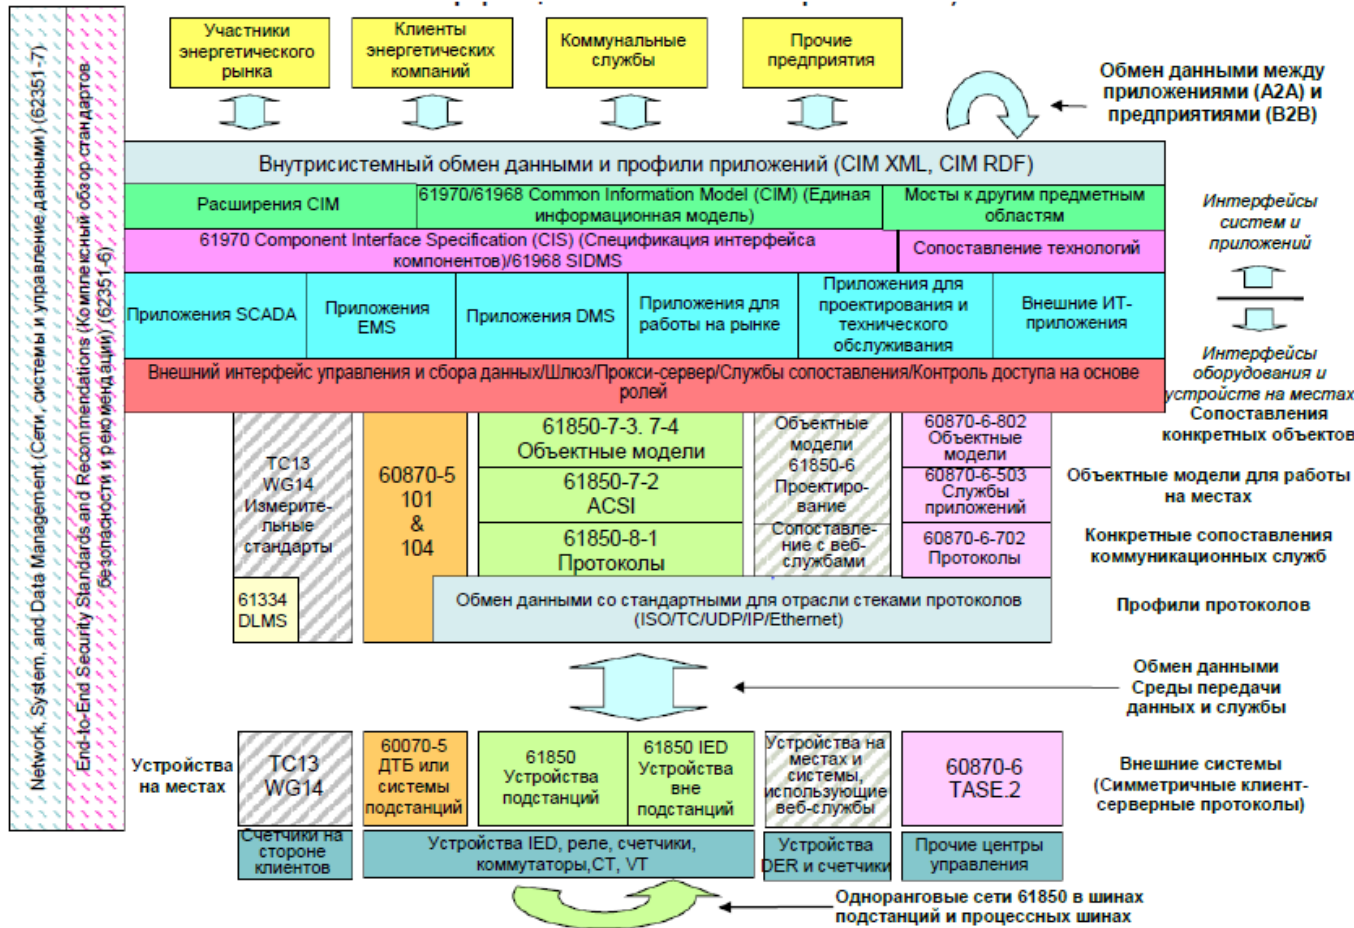 Участники
энергетического
рынка
Клиенты
энергетических
компаний
Коммунальные
службы
Прочие
предприятия
Обмен данными между
приложениями (A2A) и
предприятиями (B2B)
Network, System, and Data Management (Сети, системы и управление данными) (62351-7)
End-to-End Security Standards and Recommendations (Комплексный обзор стандартов
безопасности и рекомендации) (62351-6)
Внутрисистемный обмен данными и профили приложений (CIM XML, CIM RDF)
Расширения CIM
61970/61968 Common Information Model (CIM) (Единая
информационная модель)
Мосты к другим предметным
областям
61970 Component Interface Specification (CIS) (Спецификация интерфейса
компонентов)/61968 SIDMS
Сопоставление технологий
Приложения SCADA
Приложения
EMS
Приложения DMS
Приложения для
работы на рынке
Приложения для
проектирования и
технического
обслуживания
Внешние ИТ-
приложения
Внешний интерфейс управления и сбора данных/Шлюз/Прокси-сервер/Службы сопоставления/Контроль доступа на основе
ролей
Интерфейсы
систем и
приложений
Интерфейсы
оборудования и
устройств на местах
TC13
WG14
Измерите-
льные
стандарты
61334
DLMS
60870-5
101
&
104
61850-7-3. 7-4
Объектные модели
61850-7-2
ACSI
61850-8-1
Протоколы
Объектные
модели
61850-6
Проектиро-
вание
Сопоставле-
ние с веб-
службами
60870-6-802
Объектные
модели
60870-6-503
Службы
приложений
60870-6-702
Протоколы
Обмен данными со стандартными для отрасли стеками протоколов
(ISO/TC/UDP/IP/Ethernet)
Сопоставления
конкретных объектов
Объектные модели для работы
на местах
Конкретные сопоставления
коммуникационных служб
Профили протоколов
Обмен данными
Среды передачи
данных и службы
Устройства
на местах
TC13
WG14
60070-5
ДТБ или
системы
подстанций
61850
Устройства
подстанций
61850 IED
Устройства
вне
подстанций
Устройства на
местах и
системы,
использующие
веб-службы
60870-6
TASE.2
Внешние системы
(Симметричные клиент-
серверные протоколы)
Счетчики на
стороне
клиентов
Устройства IED, реле, счетчики,
коммутаторы,CT, VT
Устройства
DER и счетчики
Прочие центры
управления
Одноранговые сети 61850 в шинах
подстанций и процессных шинах